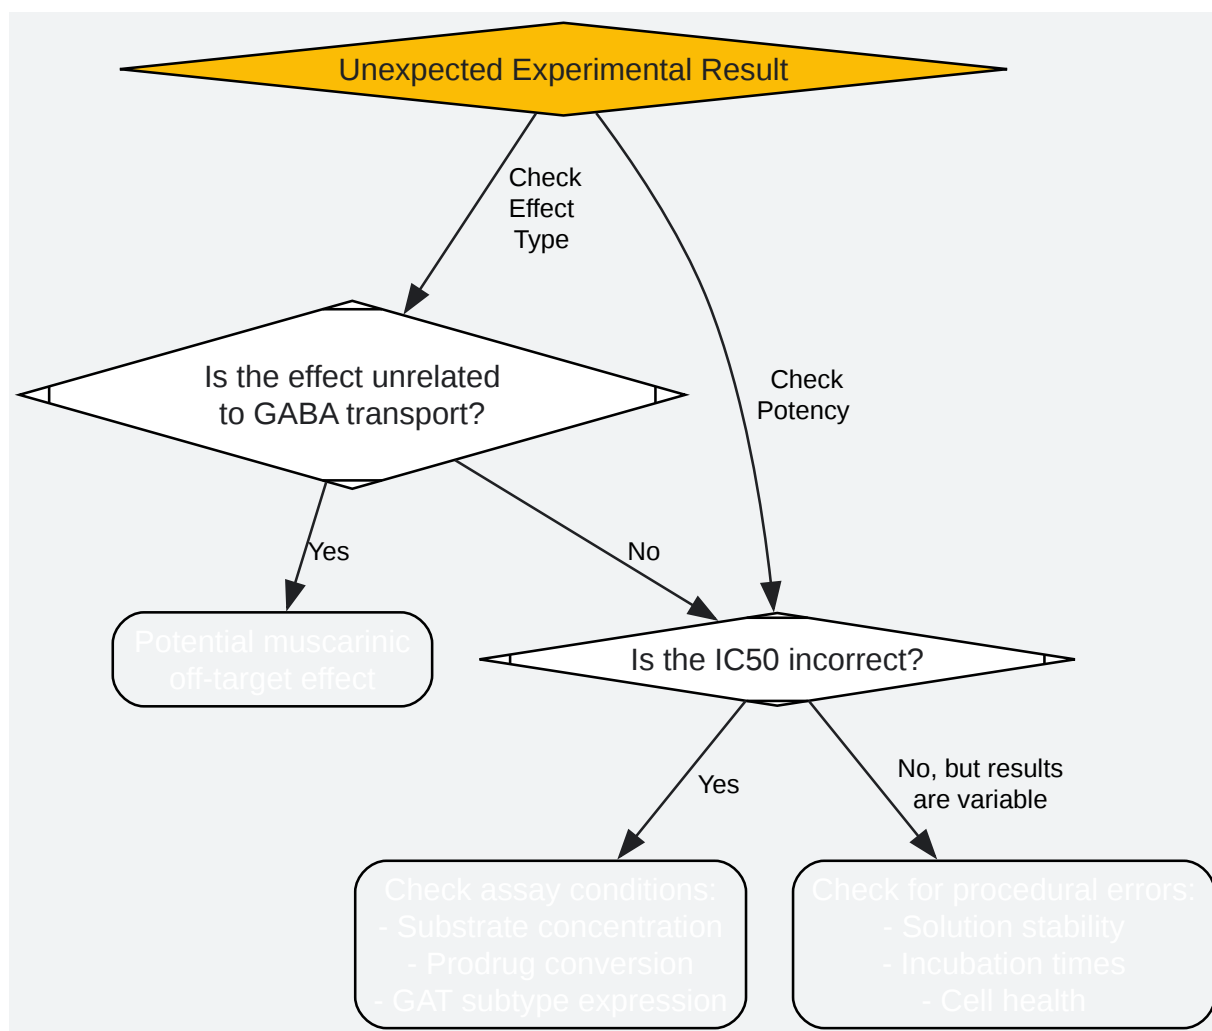 Unexpected Experimental Result
Check
Effect
Type
Is the effect unrelated
to GABA transport?
Check
Potency
Yes
No
Potential muscarinic
off-target effect
Is the IC50 incorrect?
Yes
No, but results
are variable
Check assay conditions:
- Substrate concentration
- Prodrug conversion
- GAT subtype expression
Check for procedural errors:
- Solution stability
- Incubation times
- Cell health